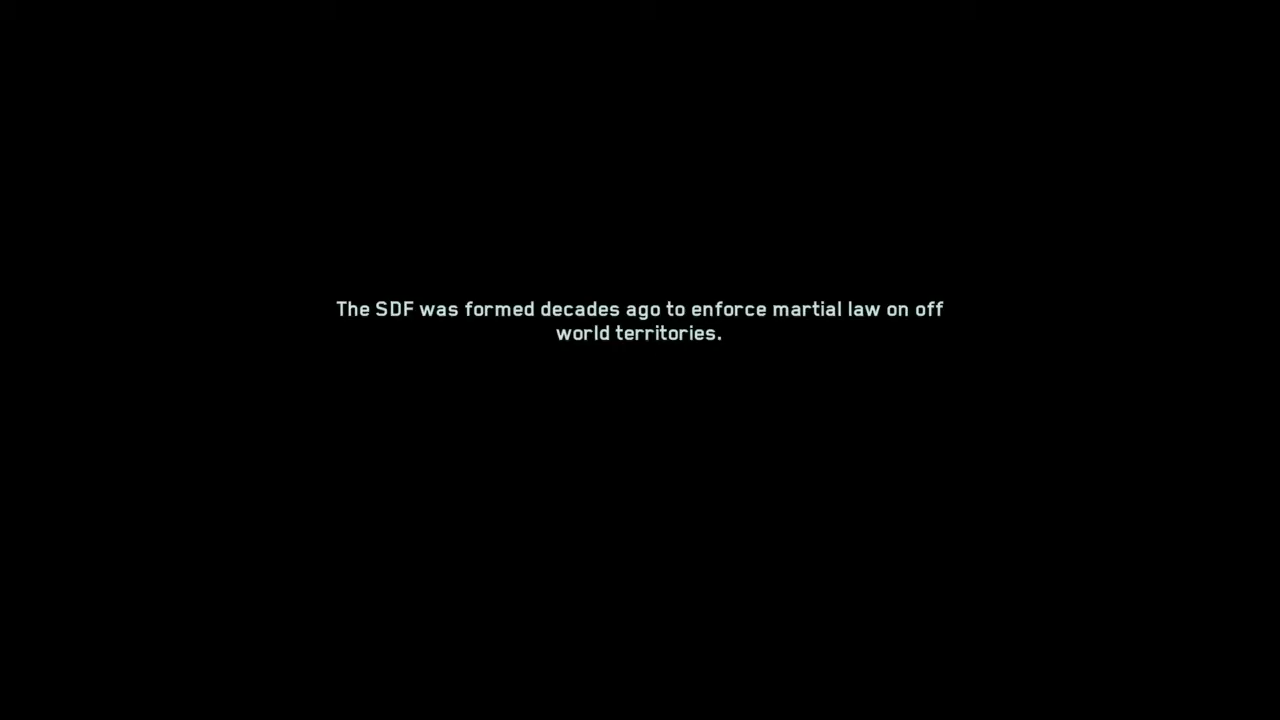 The SDF was formed decades ago to enforce martial law on off
world territories.